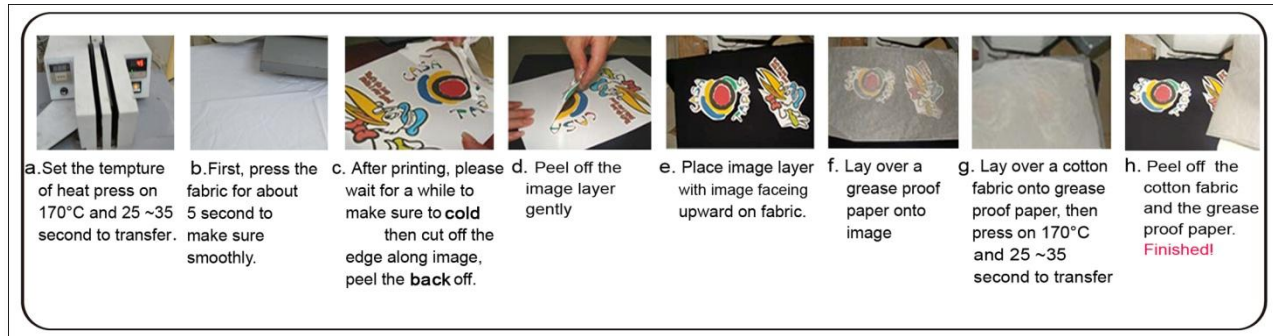 a.Set the tempture
of heat press on
170°C and 25 ~35
second to transfer.
b.First, press the
fabric for about
5 second to
make sure
smoothly.
c. After printing, please
wait for a while to
make sure to cold
then cut off the
edge along image,
peel the back off.
d. Peel off the
image layer
gently
e. Place image layer
with image faceing
upward on fabric.
f. Lay over a
grease proof
paper onto
image
g. Lay over a cotton
fabric onto grease
proof paper, then
press on 170°C
and 25 ~35
second to transfer
h. Peel off the
cotton fabric
and the grease
proof paper.
Finished!